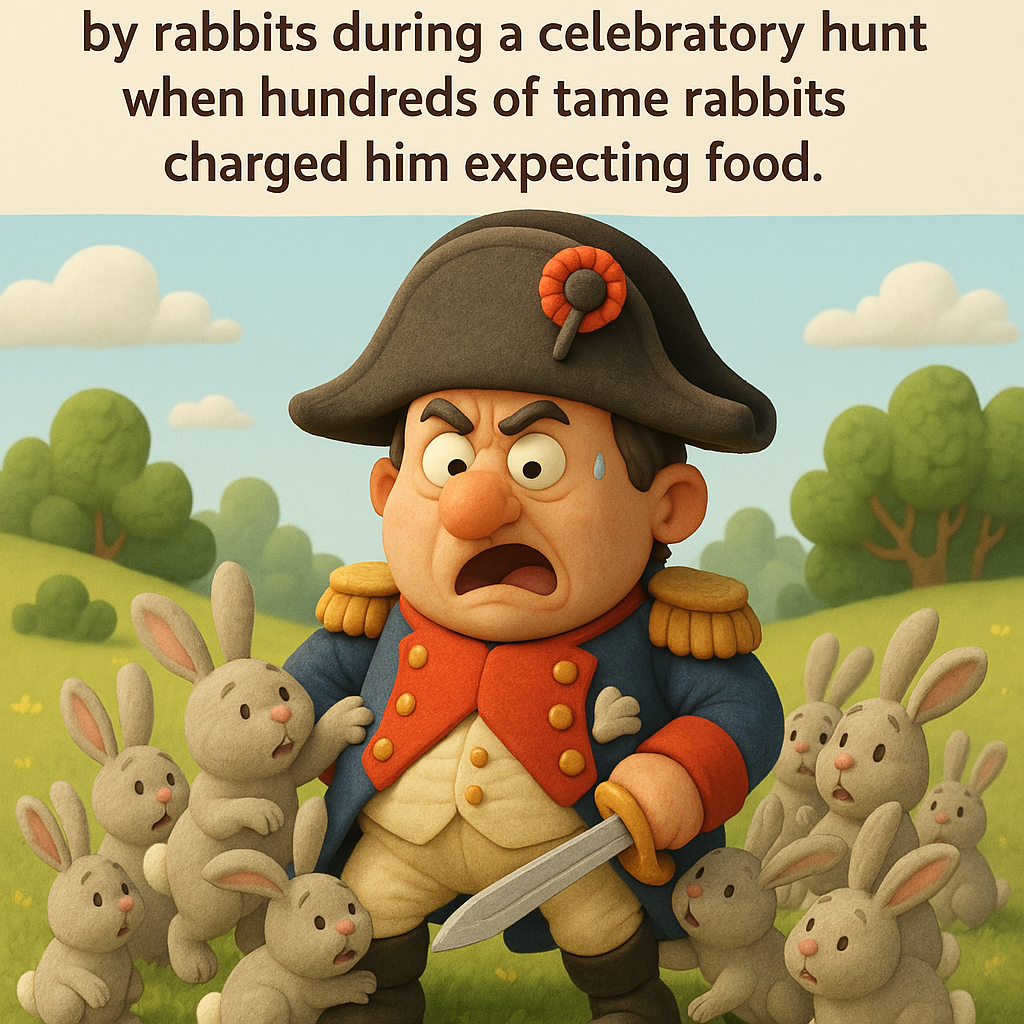 by rabbits during a celebratory hunt
when hundreds of tame rabbits
charged him expecting food.